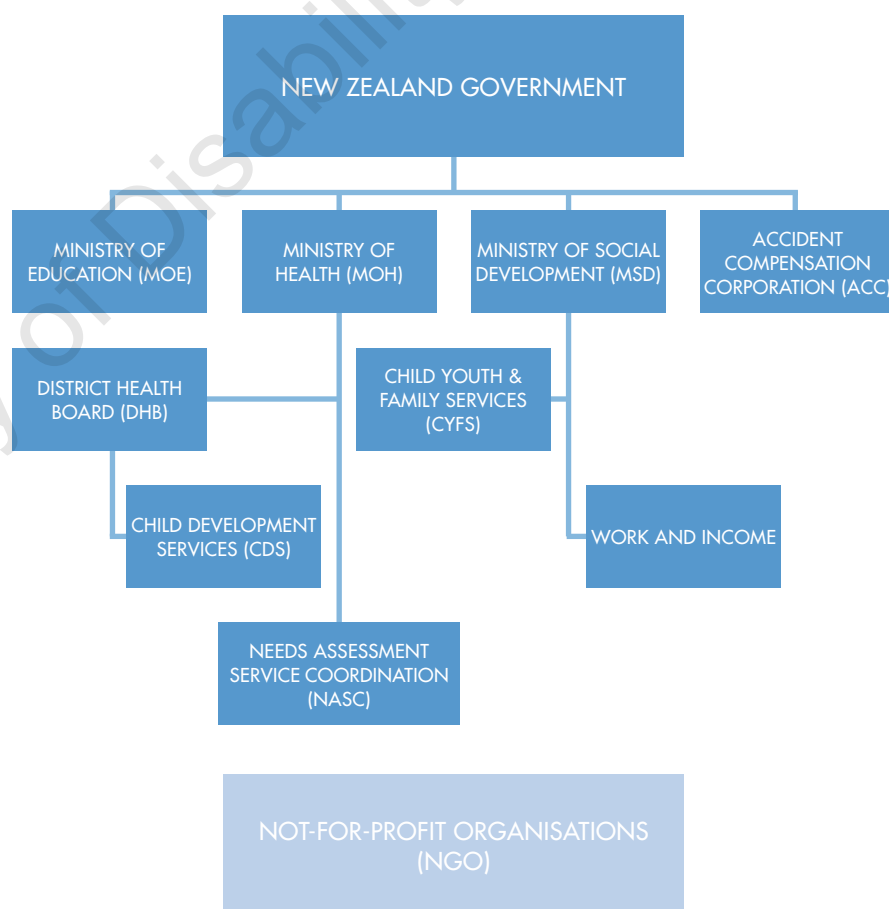 NEW ZEALAND GOVERNMENT
MINISTRY OF
EDUCATION (MOE)
MINISTRY OF
HEALTH (MOH)
MINISTRY OF SOCIAL
DEVELOPMENT (MSD)
ACCIDENT
COMPENSATION
CORPORATION (ACC)
DISTRICT HEALTH
BOARD (DHB)
CHILD YOUTH &
FAMILY SERVICES
(CYFS)
CHILD DEVELOPMENT
SERVICES (CDS)
WORK AND INCOME
NEEDS ASSESSMENT
SERVICE COORDINATION
(NASC)
NOT-FOR-PROFIT ORGANISATIONS
(NGO)
of